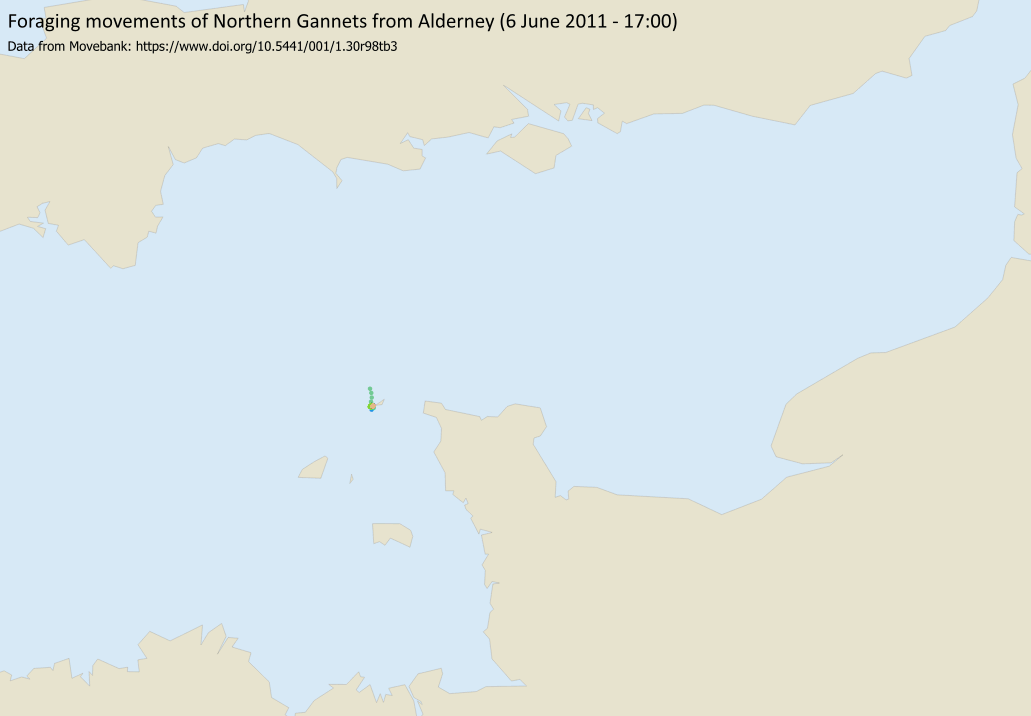 Foraging movements of Northern Gannets from Alderney (6 June 2011 - 17:00)
Data from Movebank: https://www.doi.org/10.5441/001/1.30r98tb3